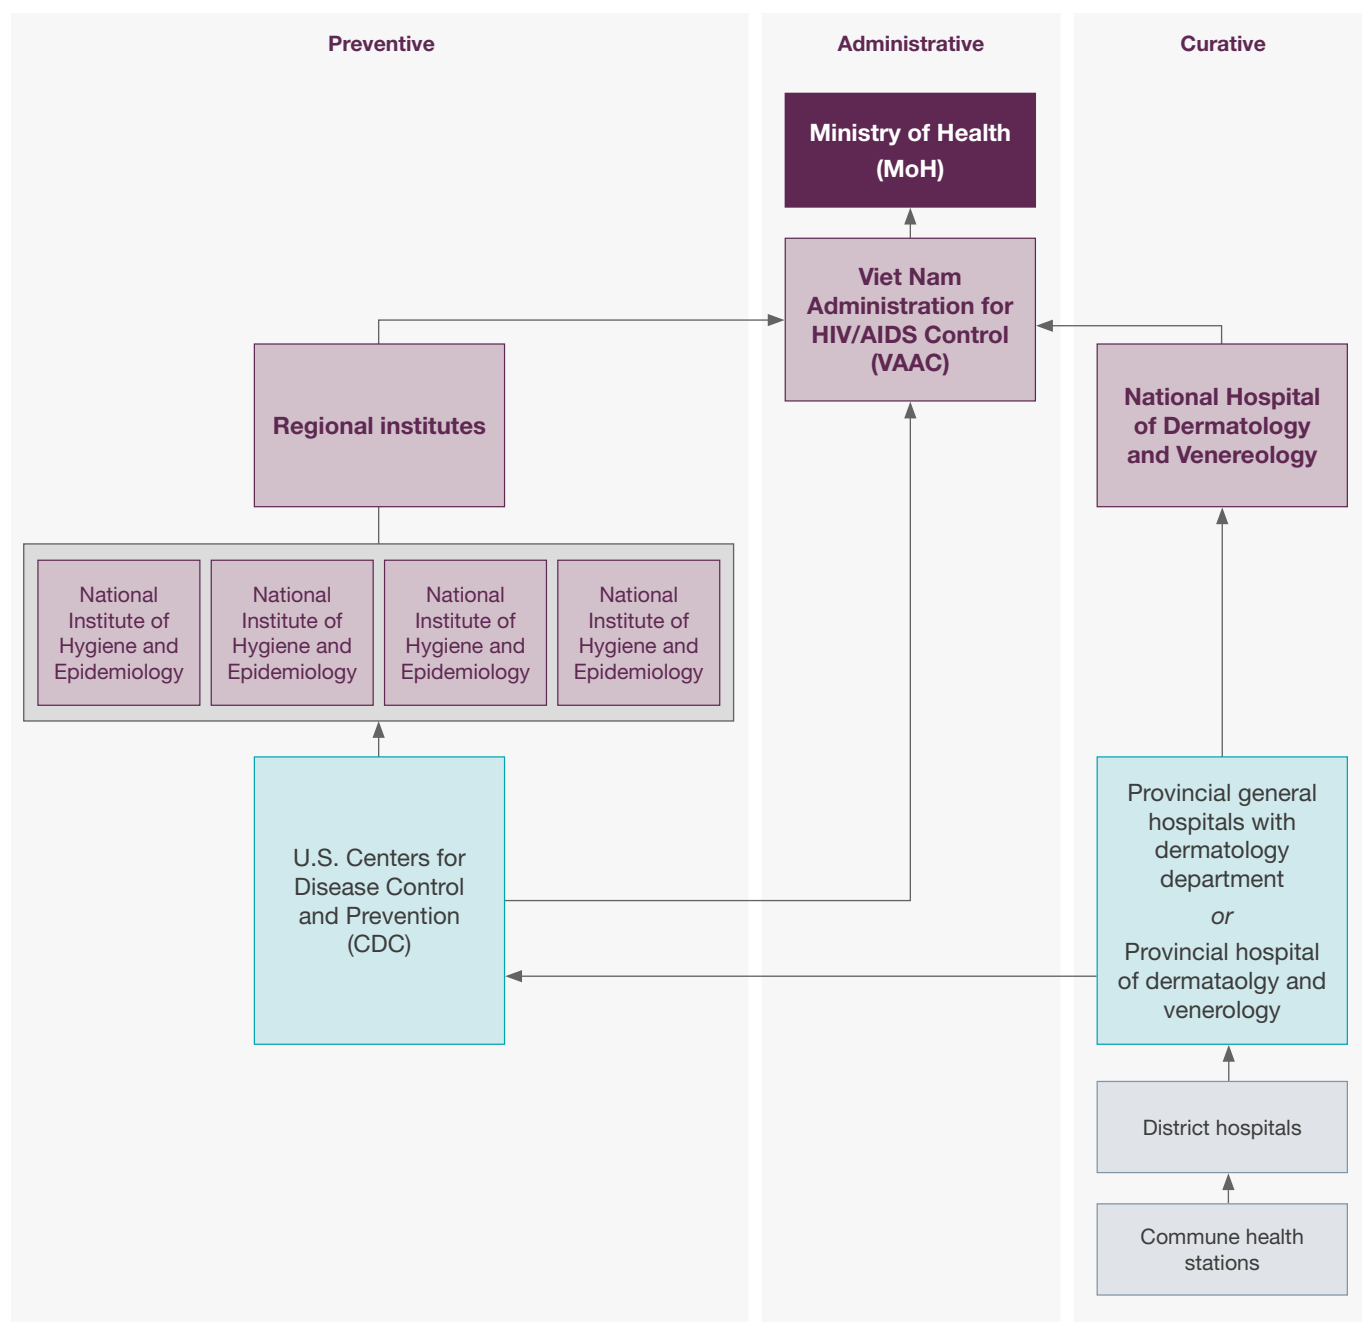 Preventive
Administrative
Curative
Ministry of Health
(MoH)
Viet Nam
Administration for
HIV/AIDS Control
(VAAC)
Regional institutes
National Hospital
of Dermatology
and Venereology
National
Institute of
Hygiene and
Epidemiology
National
Institute of
Hygiene and
Epidemiology
National
Institute of
Hygiene and
Epidemiology
National
Institute of
Hygiene and
Epidemiology
U.S. Centers for
Disease Control
and Prevention
(CDC)
Provincial general
hospitals with
dermatology
department
or
Provincial hospital
of dermataolgy and
venerology
District hospitals
Commune health
stations